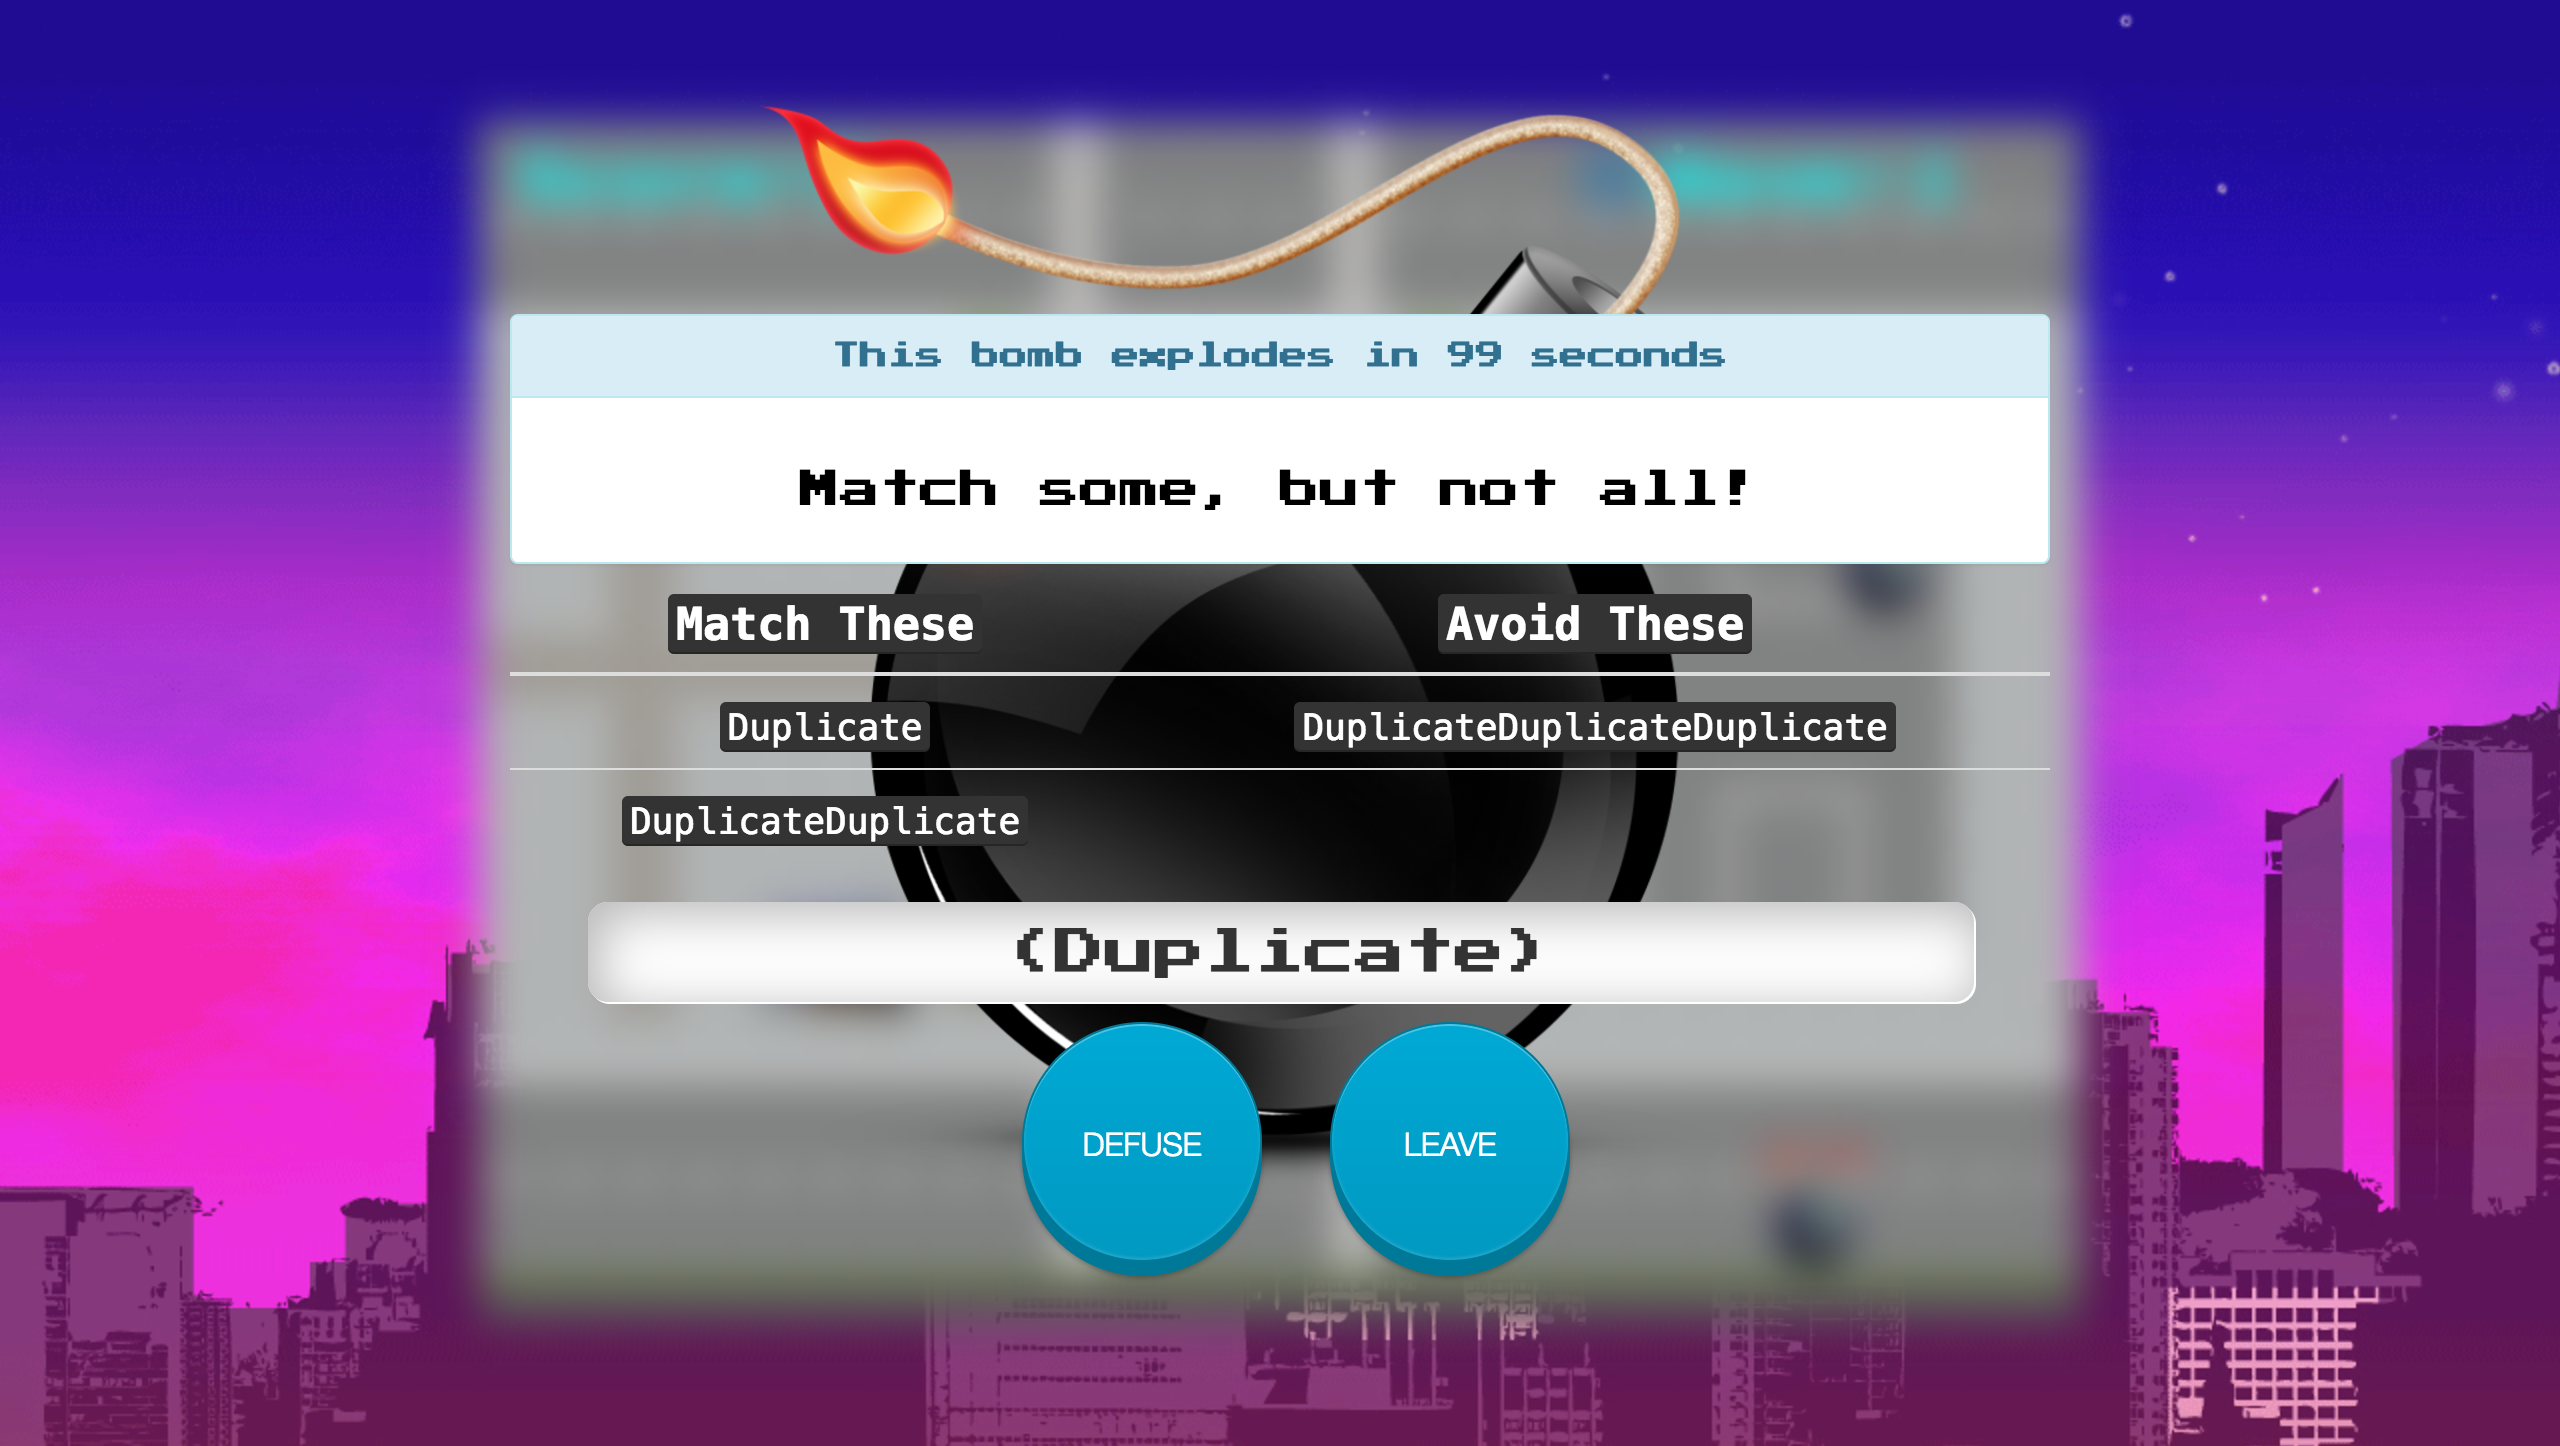 This bomb explodes in 99 seconds
Match some, but not all!
Match These
Avoid These
Duplicate
DuplicateDuplicateDuplicate
DuplicateDuplicate
(Duplicate)
DEFUSE
LEAVE